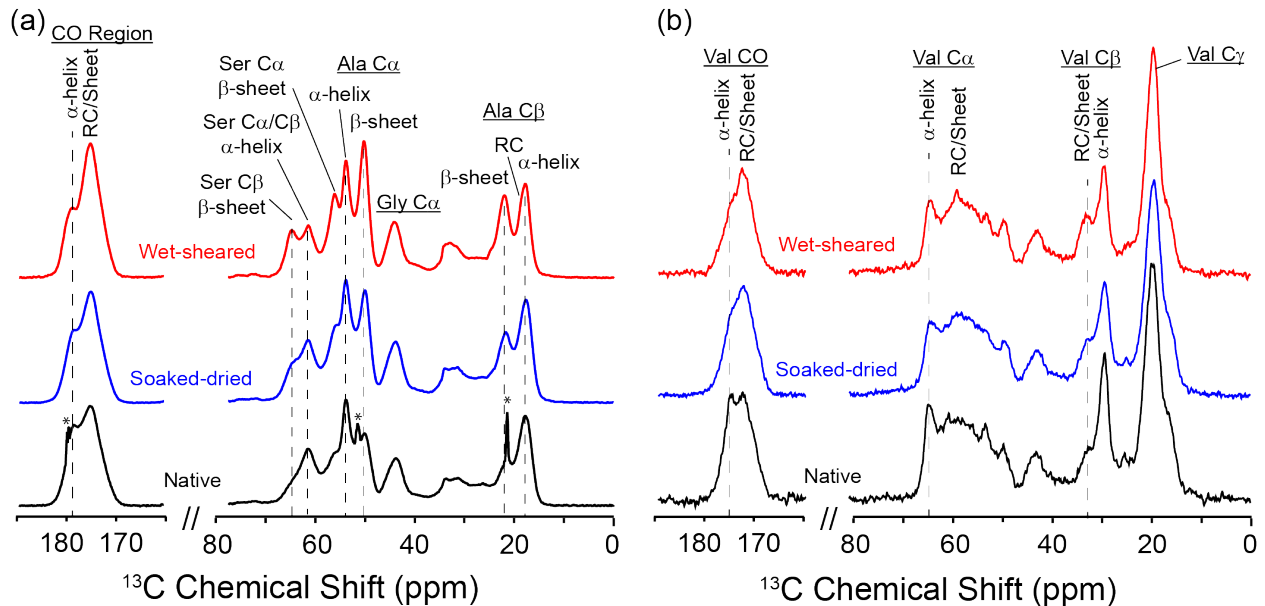 (a)
CO Region
α-helix
RC/Sheet
Ser Cα
β-sheet
Ser Cα/Cβ
α-helix
Ser Cβ
β-sheet
Ala Cα
α-helix
β-sheet
Gly Cα
Ala Cβ
RC
α-helix
β-sheet
Wet-sheared
Soaked-dried
*
*
*
Native
180
170
//
80
60
40
20
0
13C Chemical Shift (ppm)
(b)
Val CO
α-helix
RC/Sheet
Val Cα
α-helix
RC/Sheet
Val Cβ
RC/Sheet
α-helix
Val Cγ
Wet-sheared
Soaked-dried
Native
180
170
//
80
60
40
20
0
13C Chemical Shift (ppm)